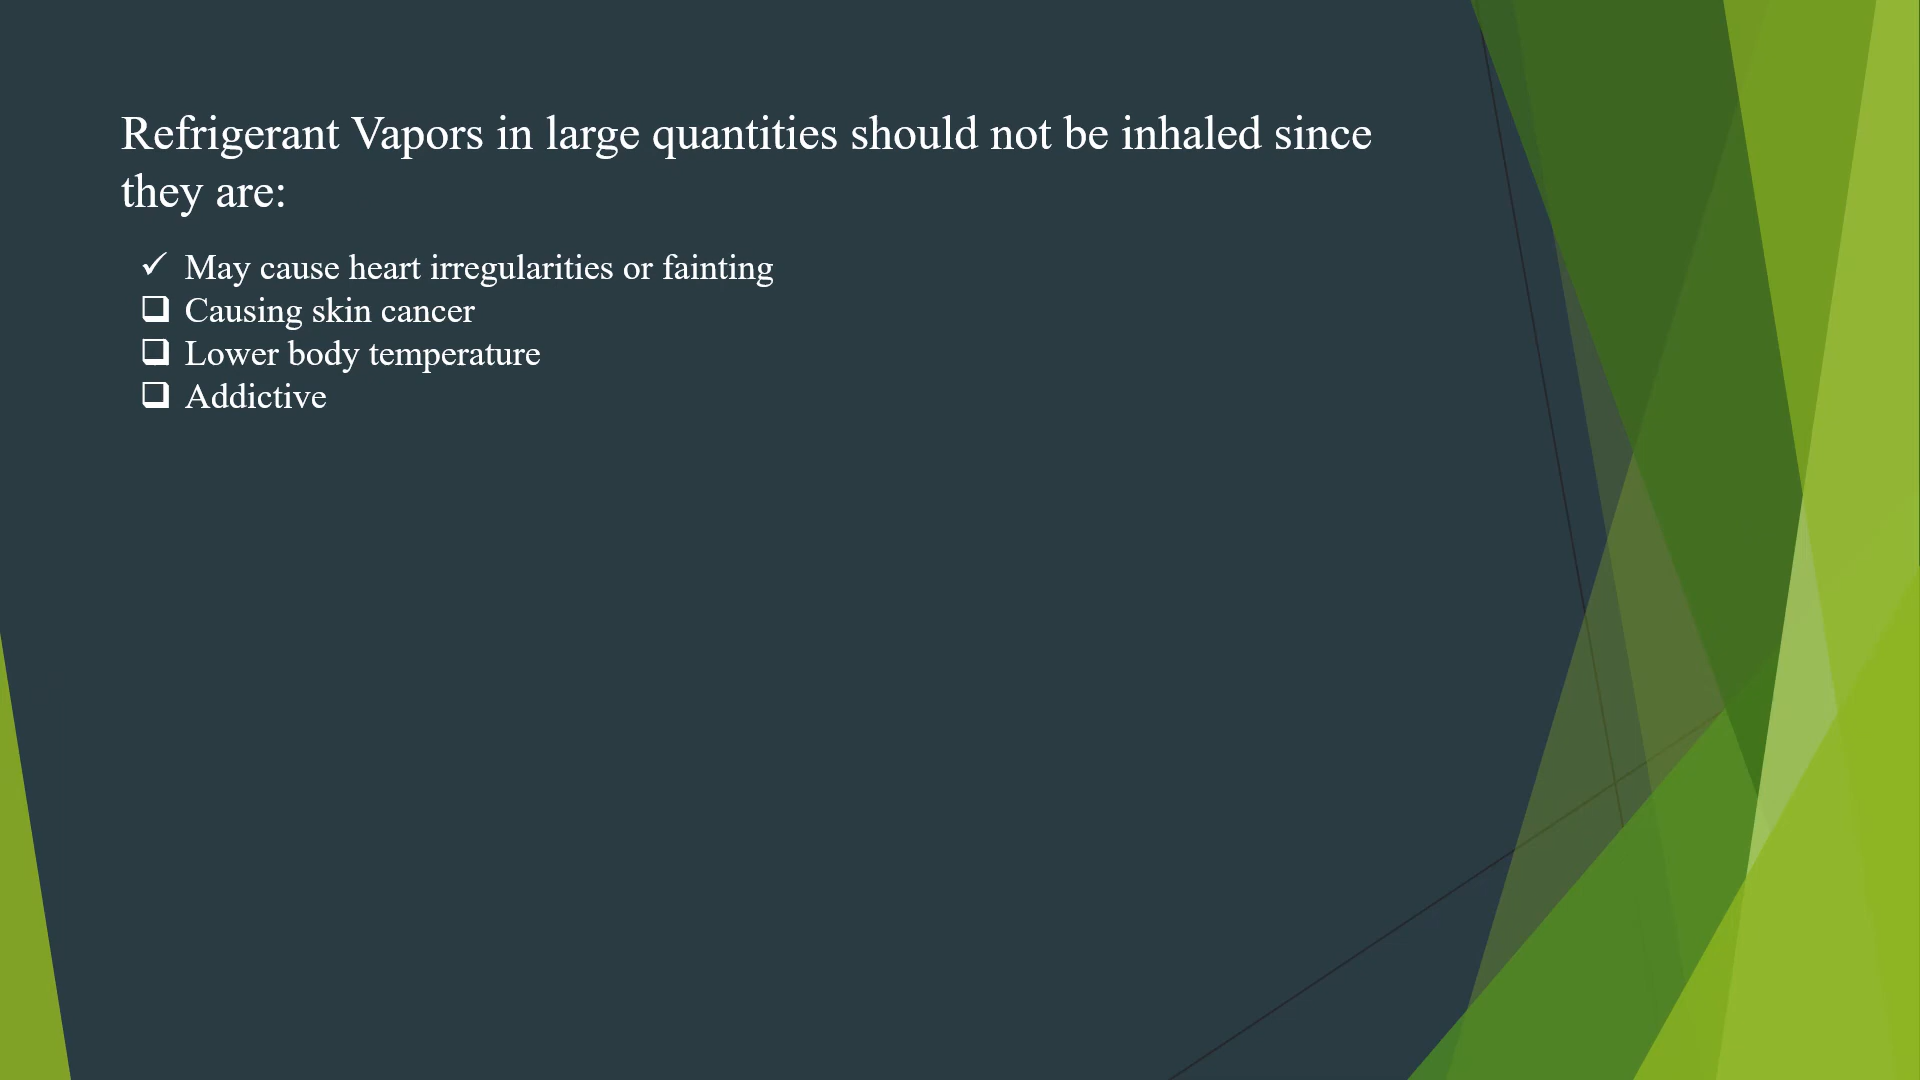 Refrigerant Vapors in large quantities should not be inhaled since
they are:
✓ May cause heart irregularities or fainting
❑ Causing skin cancer
❑ Lower body temperature
❑ Addictive